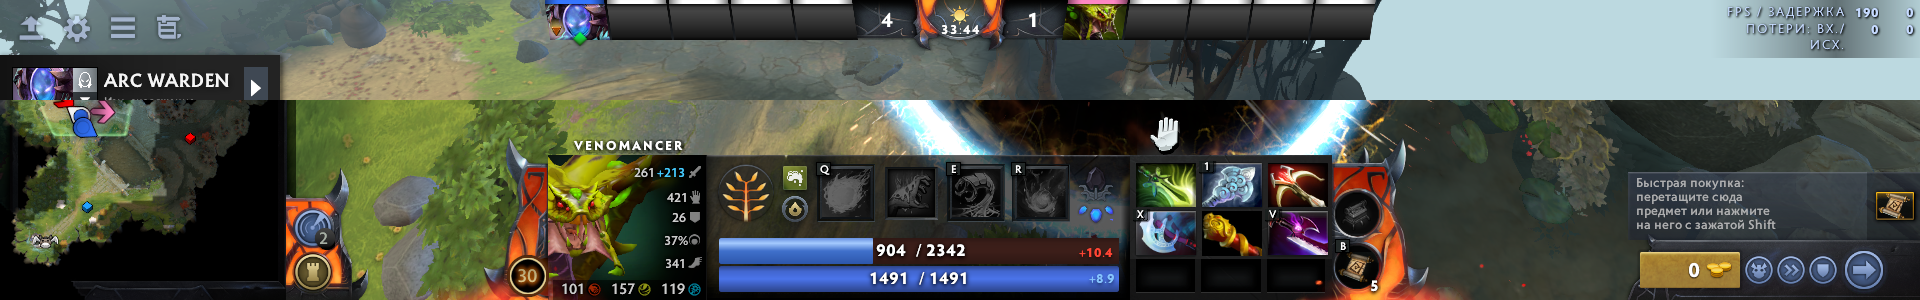 4
33:44
1
FPS / ЗАДЕРЖКА 190 0
ПОТЕРИ: ВХ./ 0 0
ИСХ.
ARC WARDEN
VENOMANCER
261+213
421
26
37%
341
101 157 119
30
2
Q
E
R
904 / 2342
+10.4
1491 / 1491
+8.9
1
X
V
B
5
Быстрая покупка:
перетащите сюда
предмет или нажмите
на него с зажатой Shift
0